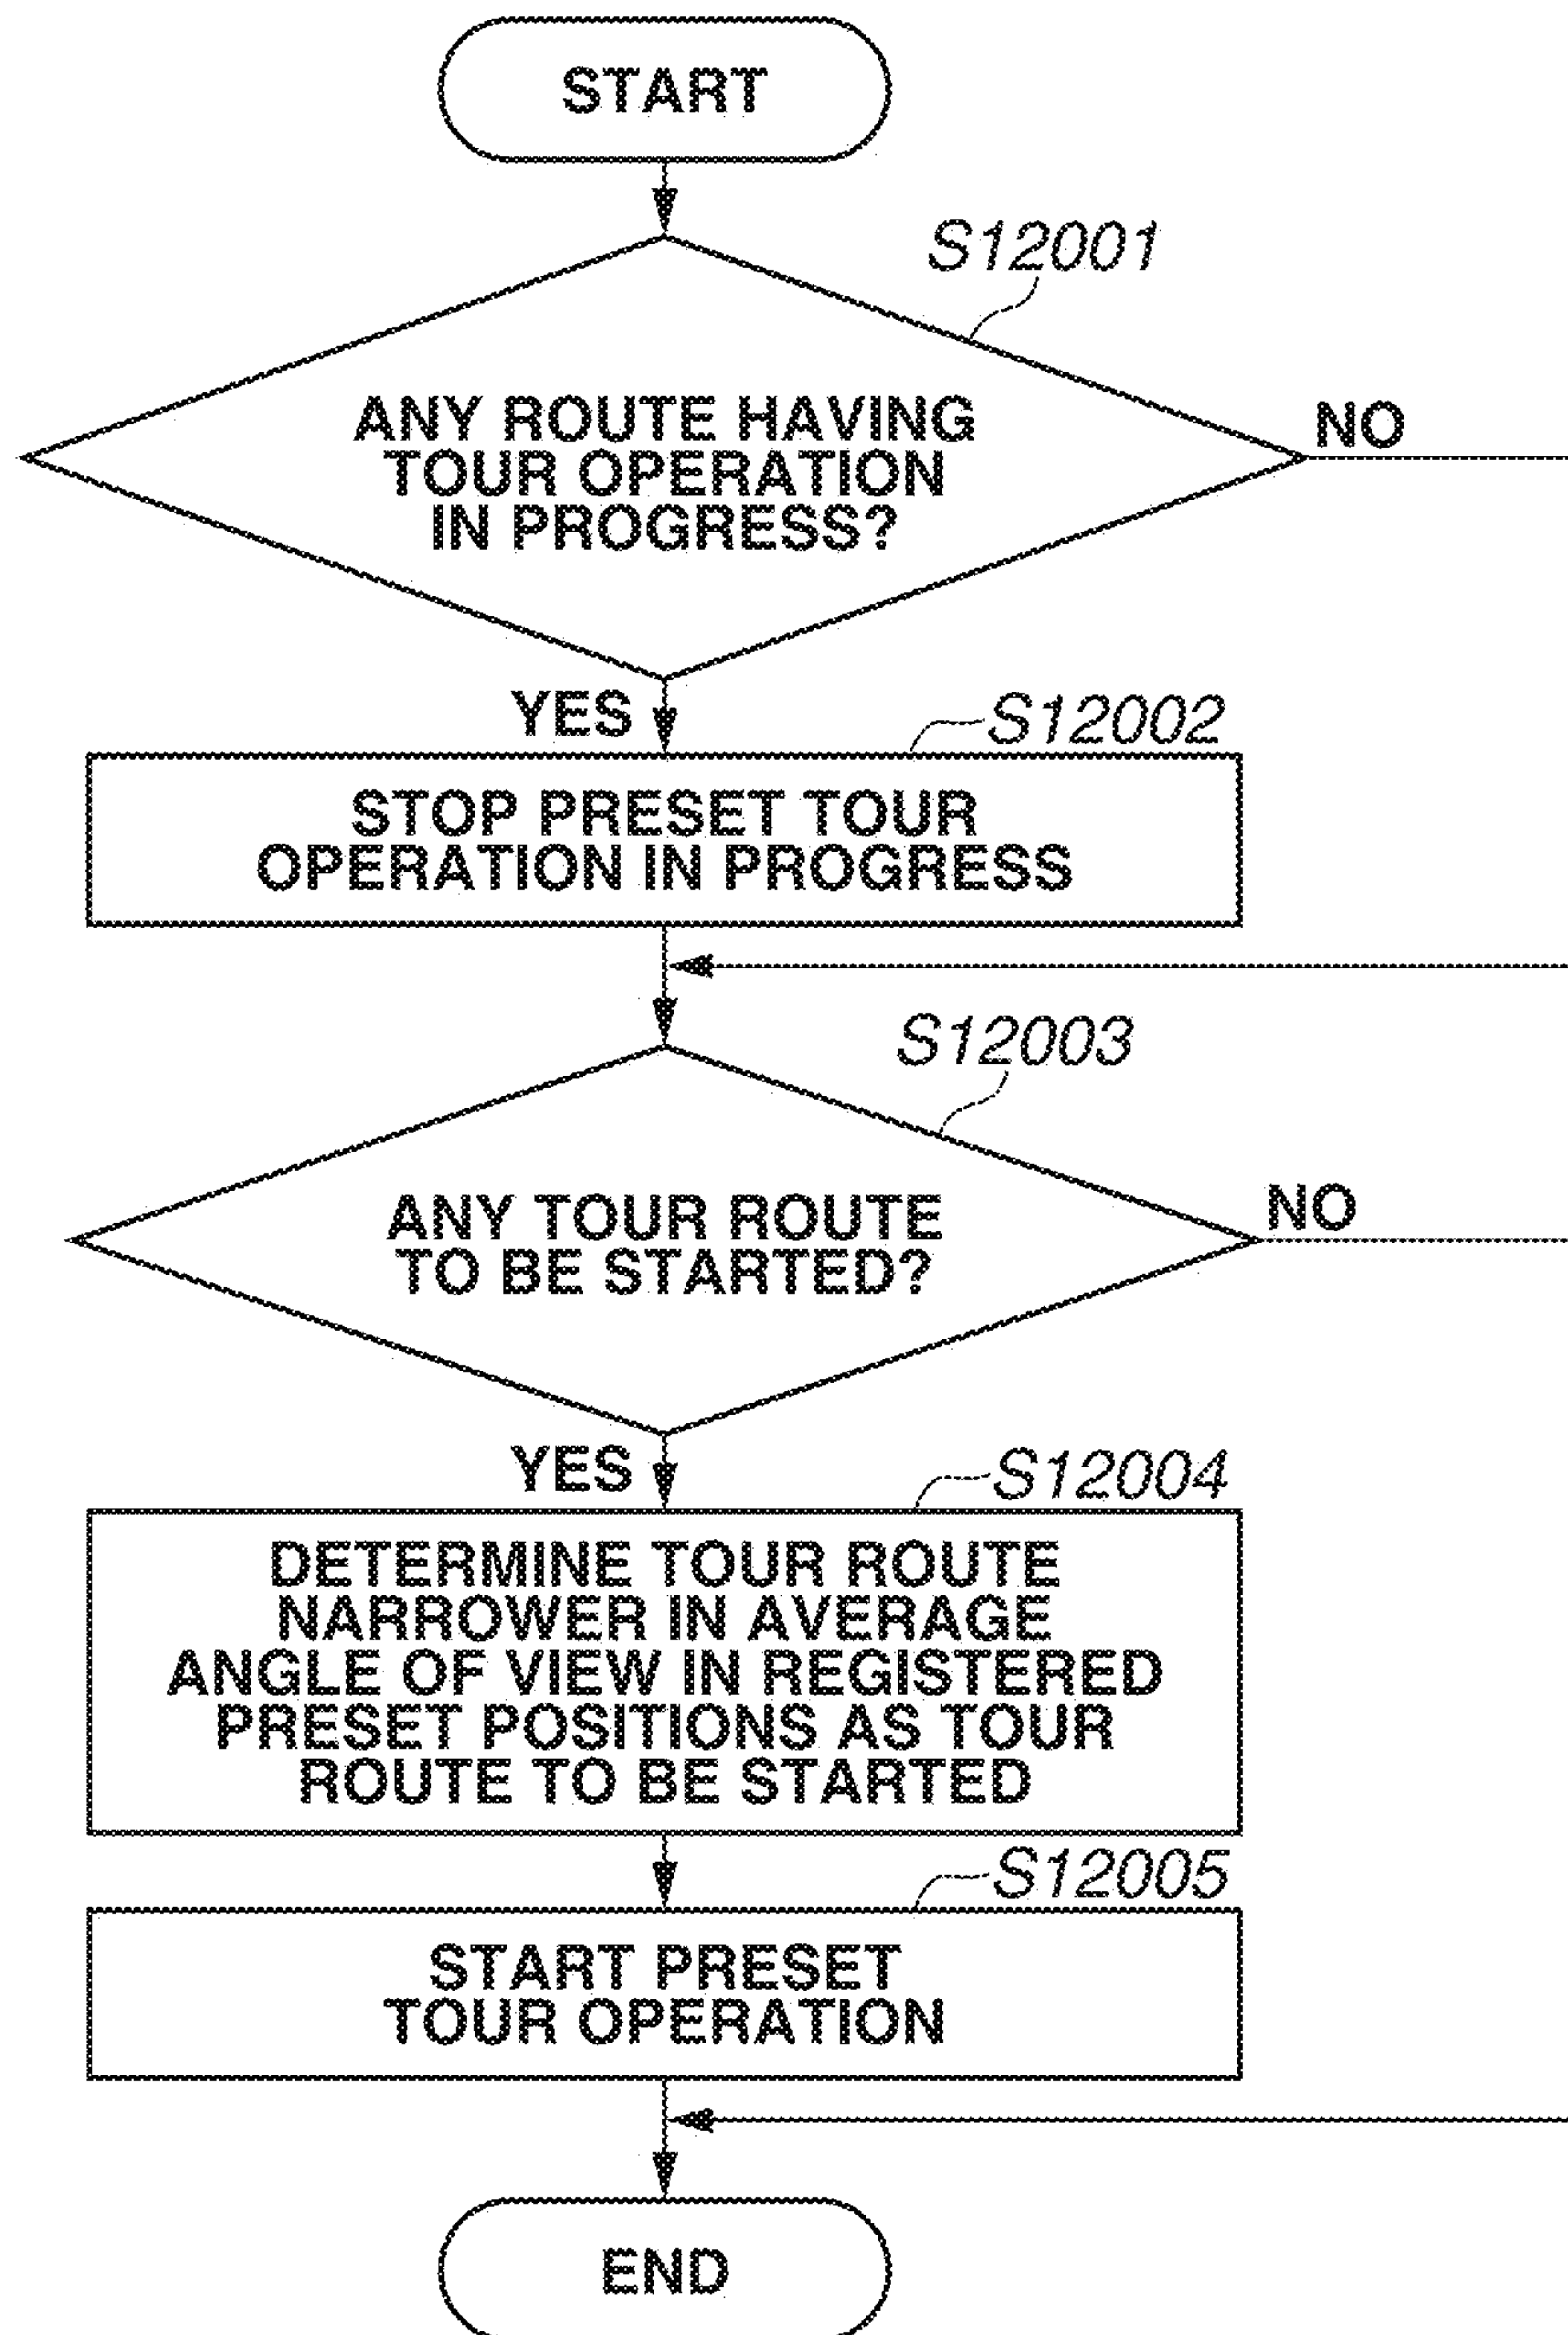 START
S12001
ANY ROUTE HAVING
TOUR OPERATION
IN PROGRESS?
NO
YES
S12002
STOP PRESET TOUR
OPERATION IN PROGRESS
S12003
ANY TOUR ROUTE
TO BE STARTED?
NO
YES
S12004
DETERMINE TOUR ROUTE
NARROWER IN AVERAGE
ANGLE OF VIEW IN REGISTERED
PRESET POSITIONS AS TOUR
ROUTE TO BE STARTED
S12005
START PRESET
TOUR OPERATION
END